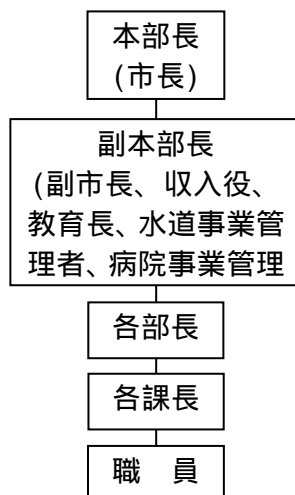 本部長
(市長)
副本部長
(副市長、収入役、
教育長、水道事業管
理者、病院事業管理
各部長
各課長
職　員